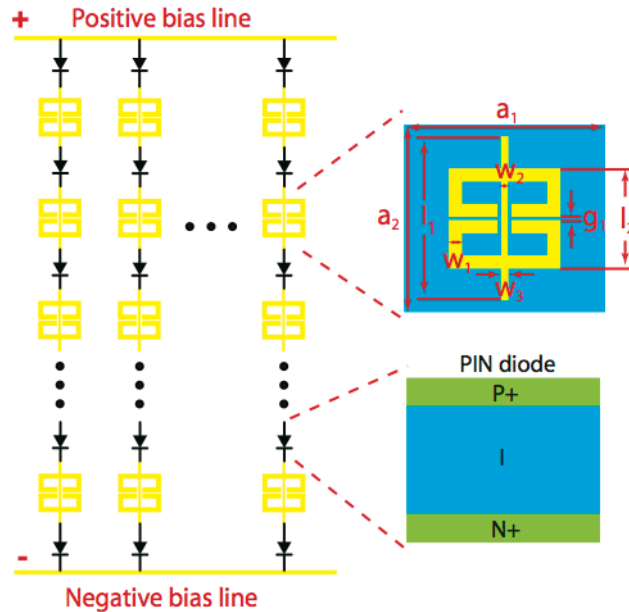 + Positive bias line
a₁
w₂
a₂
l₁
g₁
l₂
w₁
w₃
PIN diode
P+
I
N+
-
Negative bias line